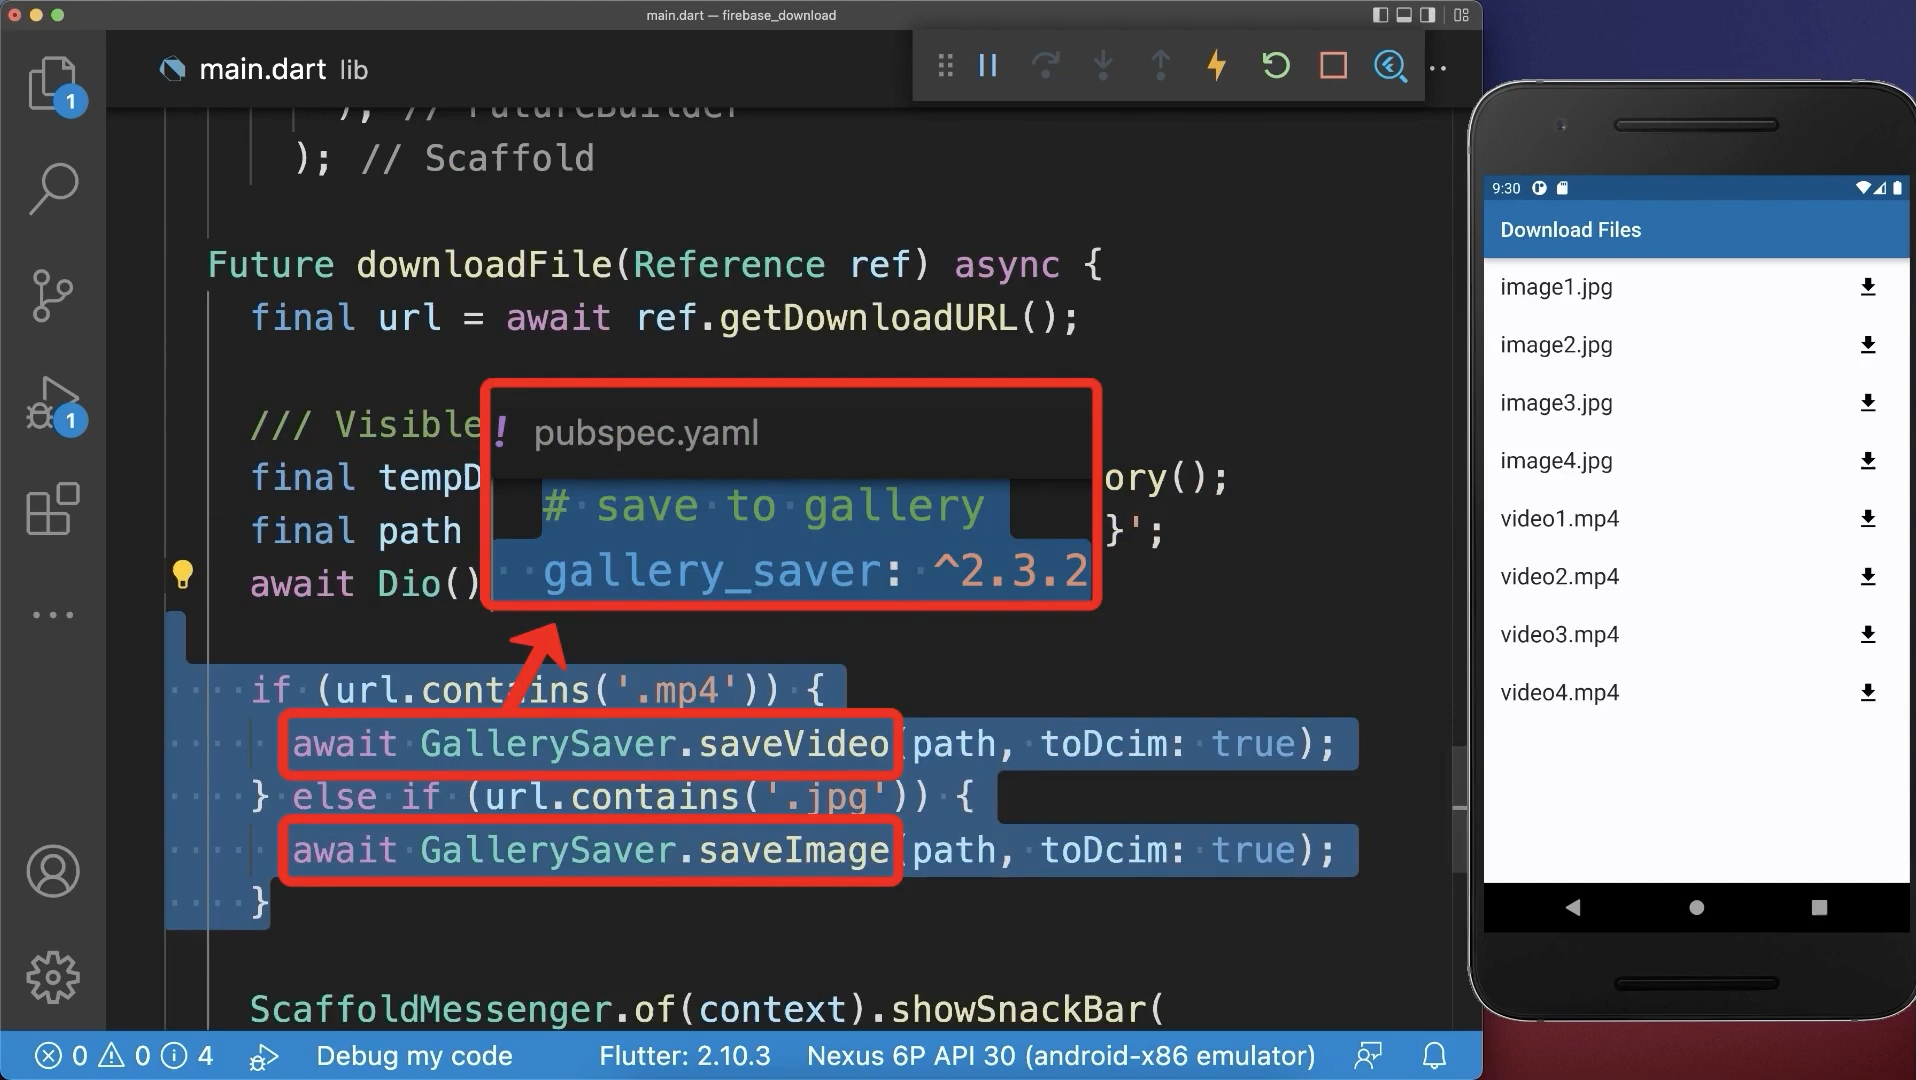 main.dart — firebase_download
main.dart lib
); // FutureBuilder
); // Scaffold
Future downloadFile(Reference ref) async {
final url = await ref.getDownloadURL();
/// Visible
final tempD
ory();
final path
}';
await Dio()
! pubspec.yaml
# save to gallery
gallery_saver: ^2.3.2
if (url.contains('.mp4')) {
await GallerySaver.saveVideo(path, toDcim: true);
} else if (url.contains('.jpg')) {
await GallerySaver.saveImage(path, toDcim: true);
}
ScaffoldMessenger.of(context).showSnackBar(
1
1
0 0 4 Debug my code Flutter: 2.10.3 Nexus 6P API 30 (android-x86 emulator)
9:30
Download Files
image1.jpg
image2.jpg
image3.jpg
image4.jpg
video1.mp4
video2.mp4
video3.mp4
video4.mp4